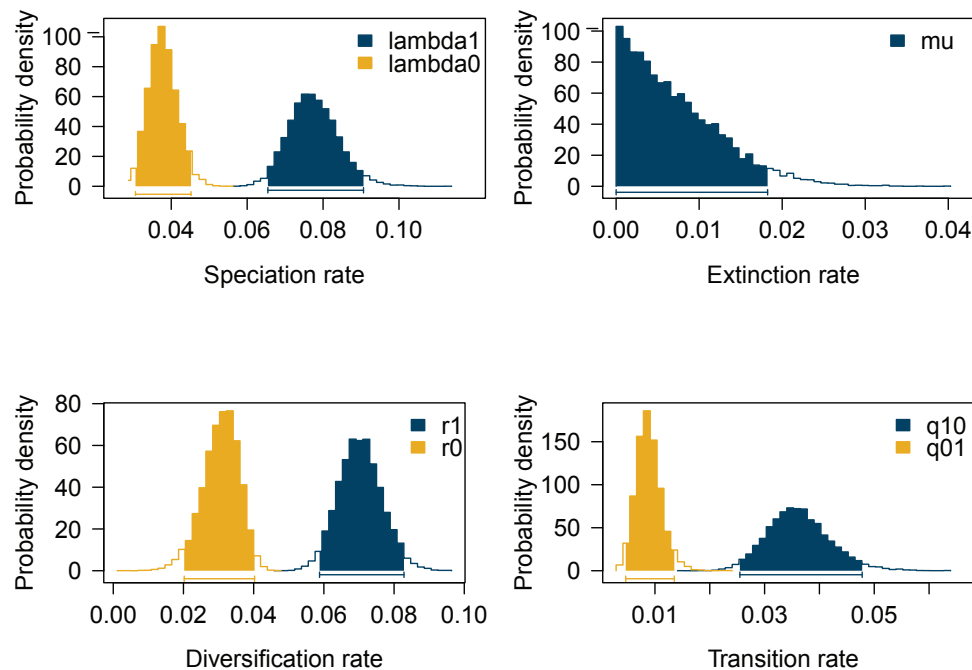 Probability density
100
80
60
40
20
0
lambda1
lambda0
0.04
0.06
0.08
0.10
Speciation rate
Probability density
100
80
60
40
20
0
mu
0.00
0.01
0.02
0.03
0.04
Extinction rate
Probability density
80
60
40
20
0
r1
r0
0.00
0.02
0.04
0.06
0.08
0.10
Diversification rate
Probability density
150
100
50
0
q10
q01
0.01
0.03
0.05
Transition rate